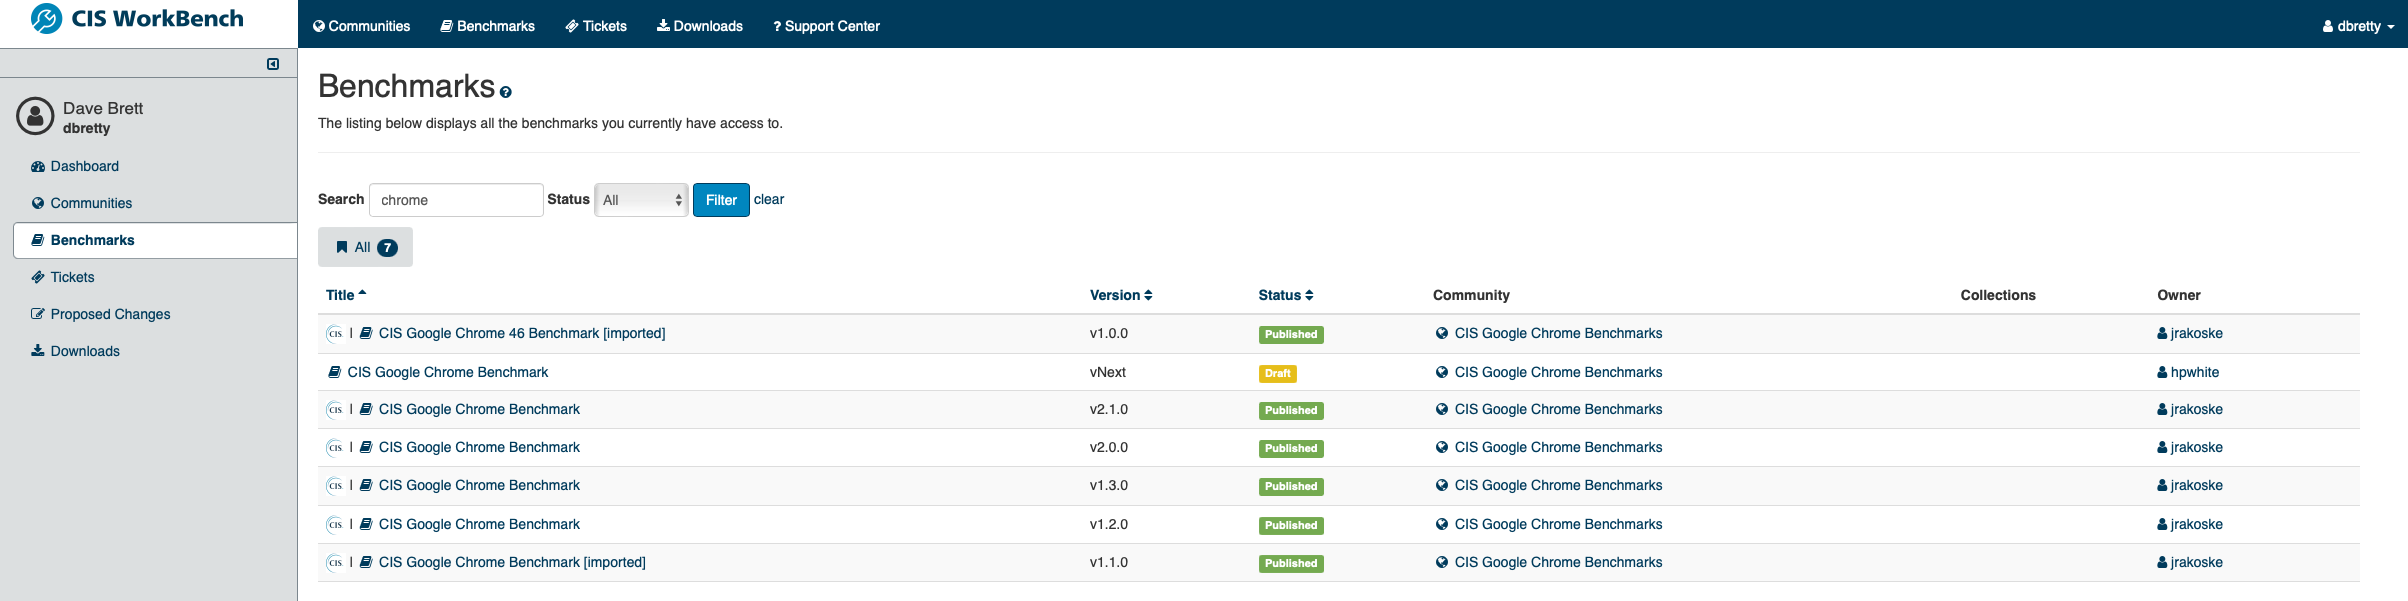 CIS WorkBench
Communities Benchmarks Tickets Downloads ? Support Center dbretty
Dave Brett
dbretty
Dashboard
Communities
Benchmarks
Tickets
Proposed Changes
Downloads
Benchmarks ?
The listing below displays all the benchmarks you currently have access to.
Search chrome Status All Filter clear
All 7
Title Version Status Community Collections Owner
CIS | CIS Google Chrome 46 Benchmark [imported] v1.0.0 Published CIS Google Chrome Benchmarks jrakoske
CIS Google Chrome Benchmark vNext Draft CIS Google Chrome Benchmarks hpwhite
CIS | CIS Google Chrome Benchmark v2.1.0 Published CIS Google Chrome Benchmarks jrakoske
CIS | CIS Google Chrome Benchmark v2.0.0 Published CIS Google Chrome Benchmarks jrakoske
CIS | CIS Google Chrome Benchmark v1.3.0 Published CIS Google Chrome Benchmarks jrakoske
CIS | CIS Google Chrome Benchmark v1.2.0 Published CIS Google Chrome Benchmarks jrakoske
CIS | CIS Google Chrome Benchmark [imported] v1.1.0 Published CIS Google Chrome Benchmarks jrakoske